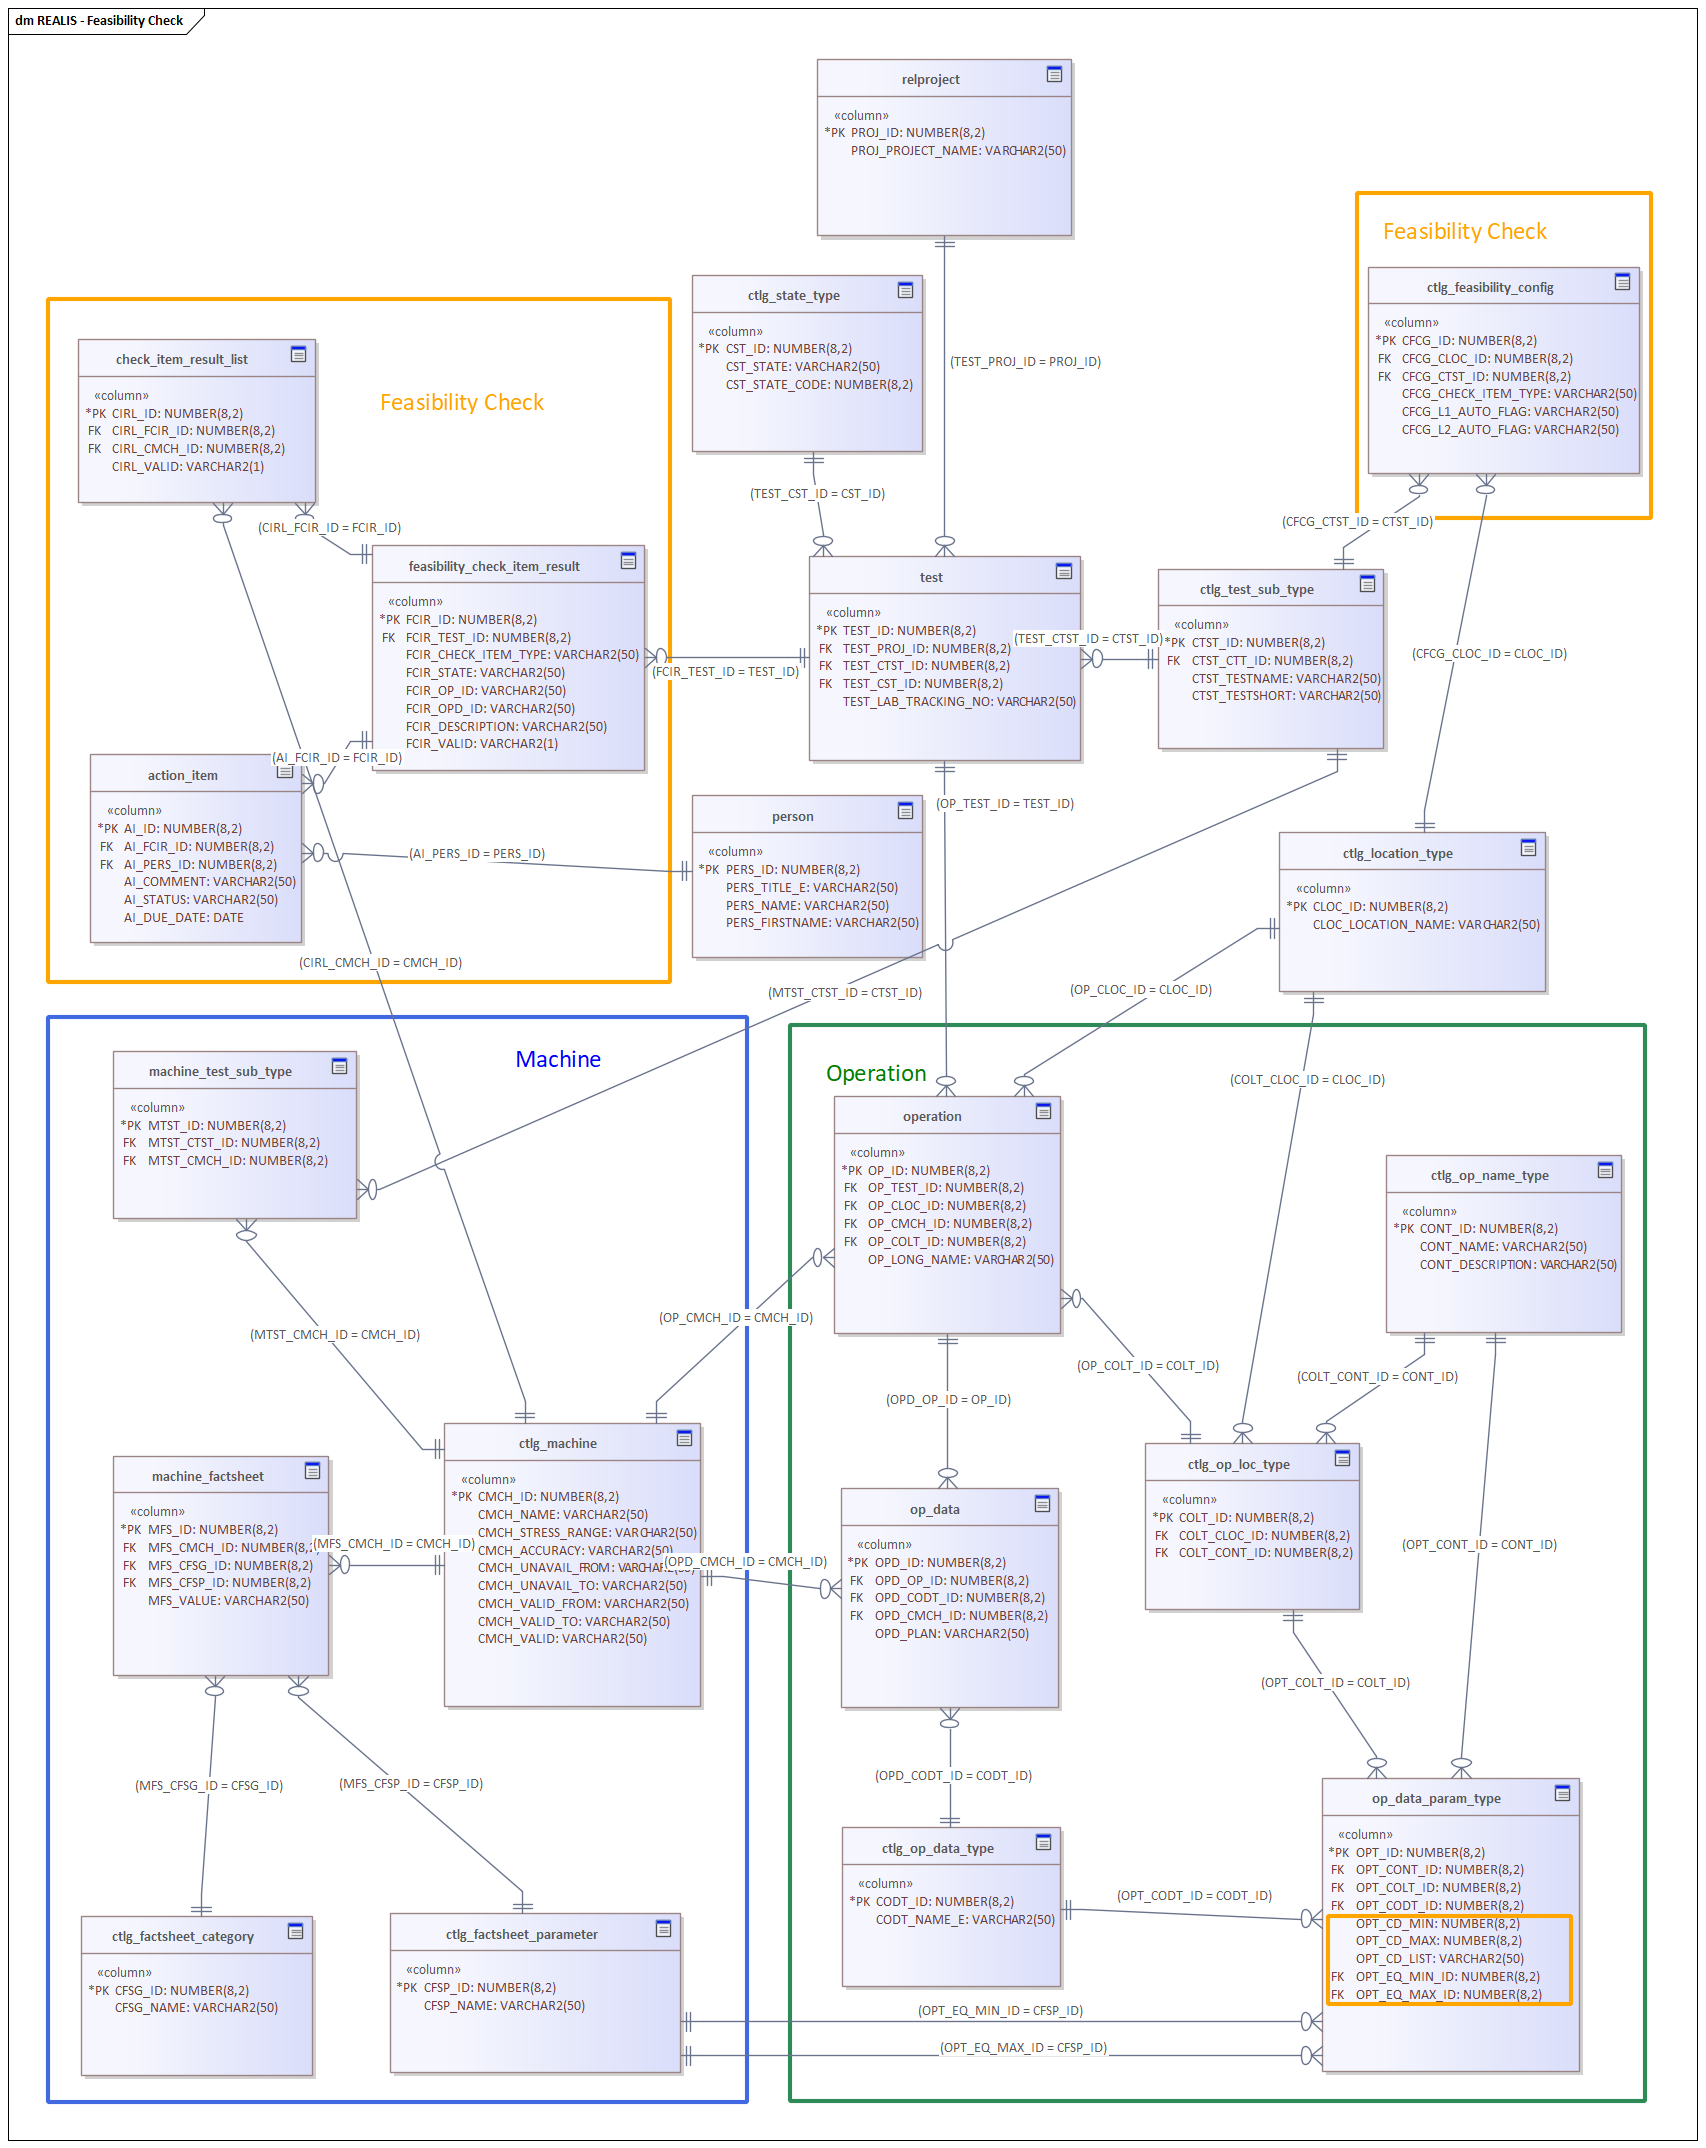 dm REALIS - Feasibility Check
relproject
«column»
*PK PROJ_ID: NUMBER(8,2)
PROJ_PROJECT_NAME: VARCHAR2(50)
Feasibility Check
ctlg_feasibility_config
«column»
*PK CFCG_ID: NUMBER(8,2)
FK CFCG_CLOC_ID: NUMBER(8,2)
FK CFCG_CTST_ID: NUMBER(8,2)
CFCG_CHECK_ITEM_TYPE: VARCHAR2(50)
CFCG_L1_AUTO_FLAG: VARCHAR2(50)
CFCG_L2_AUTO_FLAG: VARCHAR2(50)
ctlg_state_type
«column»
*PK CST_ID: NUMBER(8,2)
CST_STATE: VARCHAR2(50)
CST_STATE_CODE: NUMBER(8,2)
(TEST_PROJ_ID = PROJ_ID)
check_item_result_list
«column»
*PK CIRL_ID: NUMBER(8,2)
FK CIRL_FCIR_ID: NUMBER(8,2)
FK CIRL_CMCH_ID: NUMBER(8,2)
CIRL_VALID: VARCHAR2(1)
Feasibility Check
(TEST_CST_ID = CST_ID)
(CIRL_FCIR_ID = FCIR_ID)
(CFCG_CTST_ID = CTST_ID)
feasibility_check_item_result
«column»
*PK FCIR_ID: NUMBER(8,2)
FK FCIR_TEST_ID: NUMBER(8,2)
FCIR_CHECK_ITEM_TYPE: VARCHAR2(50)
FCIR_STATE: VARCHAR2(50)
FCIR_OP_ID: VARCHAR2(50)
FCIR_OPD_ID: VARCHAR2(50)
FCIR_DESCRIPTION: VARCHAR2(50)
FCIR_VALID: VARCHAR2(1)
(FCIR_TEST_ID = TEST_ID)
test
«column»
*PK TEST_ID: NUMBER(8,2)
FK TEST_PROJ_ID: NUMBER(8,2)
FK TEST_CTST_ID: NUMBER(8,2)
FK TEST_CST_ID: NUMBER(8,2)
TEST_LAB_TRACKING_NO: VARCHAR2(50)
(TEST_CTST_ID = CTST_ID)
ctlg_test_sub_type
«column»
*PK CTST_ID: NUMBER(8,2)
FK CTST_CTT_ID: NUMBER(8,2)
CTST_TESTNAME: VARCHAR2(50)
CTST_TESTSHORT: VARCHAR2(50)
(CFCG_CLOC_ID = CLOC_ID)
(AI_FCIR_ID = FCIR_ID)
action_item
«column»
*PK AI_ID: NUMBER(8,2)
FK AI_FCIR_ID: NUMBER(8,2)
FK AI_PERS_ID: NUMBER(8,2)
AI_COMMENT: VARCHAR2(50)
AI_STATUS: VARCHAR2(50)
AI_DUE_DATE: DATE
(AI_PERS_ID = PERS_ID)
person
«column»
*PK PERS_ID: NUMBER(8,2)
PERS_TITLE_E: VARCHAR2(50)
PERS_NAME: VARCHAR2(50)
PERS_FIRSTNAME: VARCHAR2(50)
(OP_TEST_ID = TEST_ID)
ctlg_location_type
«column»
*PK CLOC_ID: NUMBER(8,2)
CLOC_LOCATION_NAME: VARCHAR2(50)
(CIRL_CMCH_ID = CMCH_ID)
(MTST_CTST_ID = CTST_ID)
(OP_CLOC_ID = CLOC_ID)
Machine
machine_test_sub_type
«column»
*PK MTST_ID: NUMBER(8,2)
FK MTST_CTST_ID: NUMBER(8,2)
FK MTST_CMCH_ID: NUMBER(8,2)
Operation
(COLT_CLOC_ID = CLOC_ID)
operation
«column»
*PK OP_ID: NUMBER(8,2)
FK OP_TEST_ID: NUMBER(8,2)
FK OP_CLOC_ID: NUMBER(8,2)
FK OP_CMCH_ID: NUMBER(8,2)
FK OP_COLT_ID: NUMBER(8,2)
OP_LONG_NAME: VARCHAR2(50)
ctlg_op_name_type
«column»
*PK CONT_ID: NUMBER(8,2)
CONT_NAME: VARCHAR2(50)
CONT_DESCRIPTION: VARCHAR2(50)
(OP_CMCH_ID = CMCH_ID)
(MTST_CMCH_ID = CMCH_ID)
(OP_COLT_ID = COLT_ID)
(COLT_CONT_ID = CONT_ID)
(OPD_OP_ID = OP_ID)
ctlg_machine
«column»
*PK CMCH_ID: NUMBER(8,2)
CMCH_NAME: VARCHAR2(50)
CMCH_STRESS_RANGE: VARCHAR2(50)
CMCH_ACCURACY: VARCHAR2(50)
CMCH_UNAVAIL_FROM: VARCHAR2(50)
CMCH_UNAVAIL_TO: VARCHAR2(50)
CMCH_VALID_FROM: VARCHAR2(50)
CMCH_VALID_TO: VARCHAR2(50)
CMCH_VALID: VARCHAR2(50)
machine_factsheet
«column»
*PK MFS_ID: NUMBER(8,2)
FK MFS_CMCH_ID: NUMBER(8,2)
FK MFS_CFSG_ID: NUMBER(8,2)
FK MFS_CFSP_ID: NUMBER(8,2)
MFS_VALUE: VARCHAR2(50)
(MFS_CMCH_ID = CMCH_ID)
(OPD_CMCH_ID = CMCH_ID)
op_data
«column»
*PK OPD_ID: NUMBER(8,2)
FK OPD_OP_ID: NUMBER(8,2)
FK OPD_CODT_ID: NUMBER(8,2)
FK OPD_CMCH_ID: NUMBER(8,2)
OPD_PLAN: VARCHAR2(50)
ctlg_op_loc_type
«column»
*PK COLT_ID: NUMBER(8,2)
FK COLT_CLOC_ID: NUMBER(8,2)
FK COLT_CONT_ID: NUMBER(8,2)
(OPT_CONT_ID = CONT_ID)
(OPT_COLT_ID = COLT_ID)
(MFS_CFSG_ID = CFSG_ID)
(MFS_CFSP_ID = CFSP_ID)
(OPD_CODT_ID = CODT_ID)
op_data_param_type
«column»
*PK OPT_ID: NUMBER(8,2)
FK OPT_CONT_ID: NUMBER(8,2)
FK OPT_COLT_ID: NUMBER(8,2)
FK OPT_CODT_ID: NUMBER(8,2)
OPT_CD_MIN: NUMBER(8,2)
OPT_CD_MAX: NUMBER(8,2)
OPT_CD_LIST: VARCHAR2(50)
FK OPT_EQ_MIN_ID: NUMBER(8,2)
FK OPT_EQ_MAX_ID: NUMBER(8,2)
ctlg_op_data_type
«column»
*PK CODT_ID: NUMBER(8,2)
CODT_NAME_E: VARCHAR2(50)
(OPT_CODT_ID = CODT_ID)
ctlg_factsheet_category
«column»
*PK CFSG_ID: NUMBER(8,2)
CFSG_NAME: VARCHAR2(50)
ctlg_factsheet_parameter
«column»
*PK CFSP_ID: NUMBER(8,2)
CFSP_NAME: VARCHAR2(50)
(OPT_EQ_MIN_ID = CFSP_ID)
(OPT_EQ_MAX_ID = CFSP_ID)